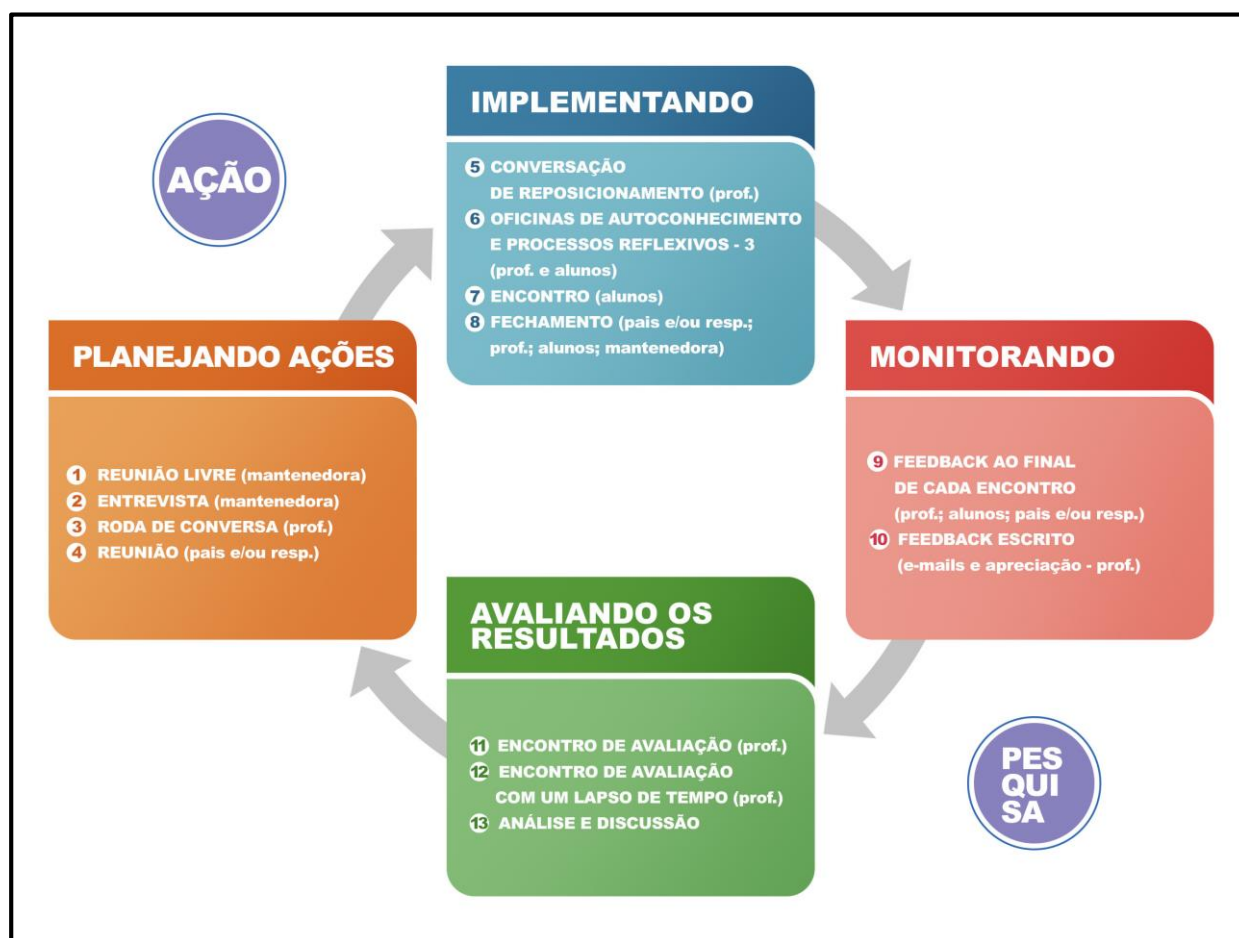 AÇÃO
PLANEJANDO AÇÕES
1 REUNIÃO LIVRE (mantenedora)
2 ENTREVISTA (mantenedora)
3 RODA DE CONVERSA (prof.)
4 REUNIÃO (pais e/ou resp.)
IMPLEMENTANDO
5 CONVERSAÇÃO
DE REPOSICIONAMENTO (prof.)
6 OFICINAS DE AUTOCONHECIMENTO
E PROCESSOS REFLEXIVOS - 3
(prof. e alunos)
7 ENCONTRO (alunos)
8 FECHAMENTO (pais e/ou resp.;
prof.; alunos; mantenedora)
MONITORANDO
9 FEEDBACK AO FINAL
DE CADA ENCONTRO
(prof.; alunos; pais e/ou resp.)
10 FEEDBACK ESCRITO
(e-mails e apreciação - prof.)
AVALIANDO OS
RESULTADOS
11 ENCONTRO DE AVALIAÇÃO (prof.)
12 ENCONTRO DE AVALIAÇÃO
COM UM LAPSO DE TEMPO (prof.)
13 ANÁLISE E DISCUSSÃO
PES
QUI
SA